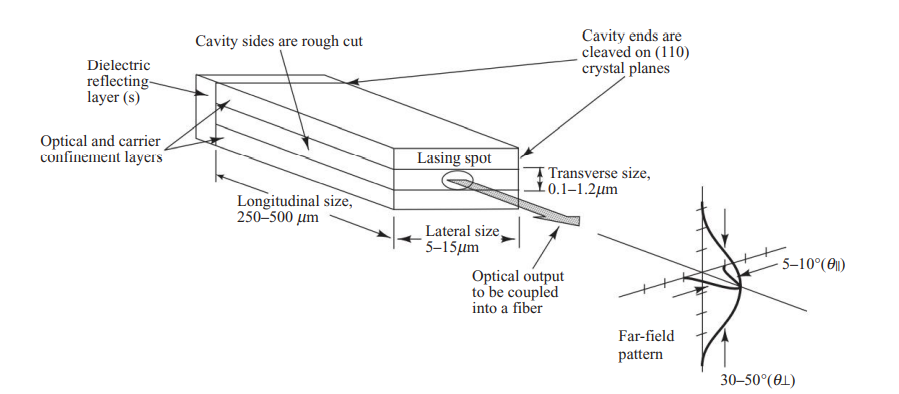 Cavity sides are rough cut
Cavity ends are
cleaved on (110)
crystal planes
Dielectric
reflecting
layer (s)
Optical and carrier
confinement layers
Lasing spot
Transverse size,
0.1–1.2μm
Longitudinal size,
250–500 μm
Lateral size
5–15μm
Optical output
to be coupled
into a fiber
5–10°(θ∥)
Far-field
pattern
30–50°(θ⊥)